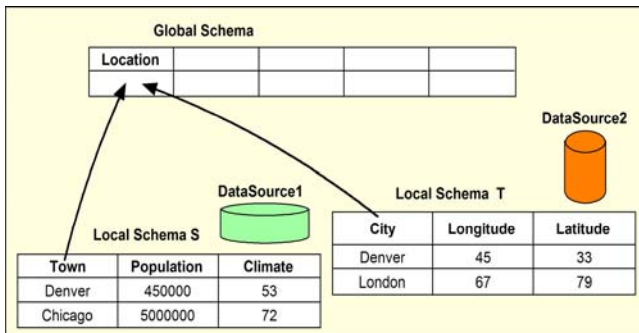 Global Schema
Location
DataSource2
DataSource1
Local Schema T
City Longitude Latitude
Denver 45 33
London 67 79
Local Schema S
Town Population Climate
Denver 450000 53
Chicago 5000000 72